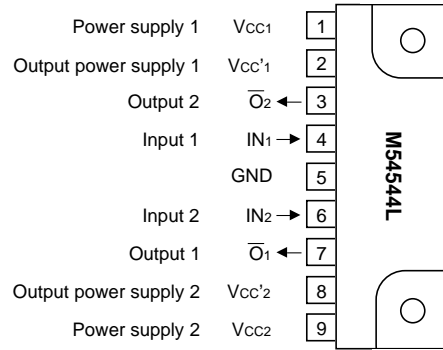 Power supply 1 VCC1 1
Output power supply 1 VCC'1 2
Output 2 O̅2 3
Input 1 IN1 4
GND 5
Input 2 IN2 6
Output 1 O̅1 7
Output power supply 2 VCC'2 8
Power supply 2 VCC2 9
M54544L